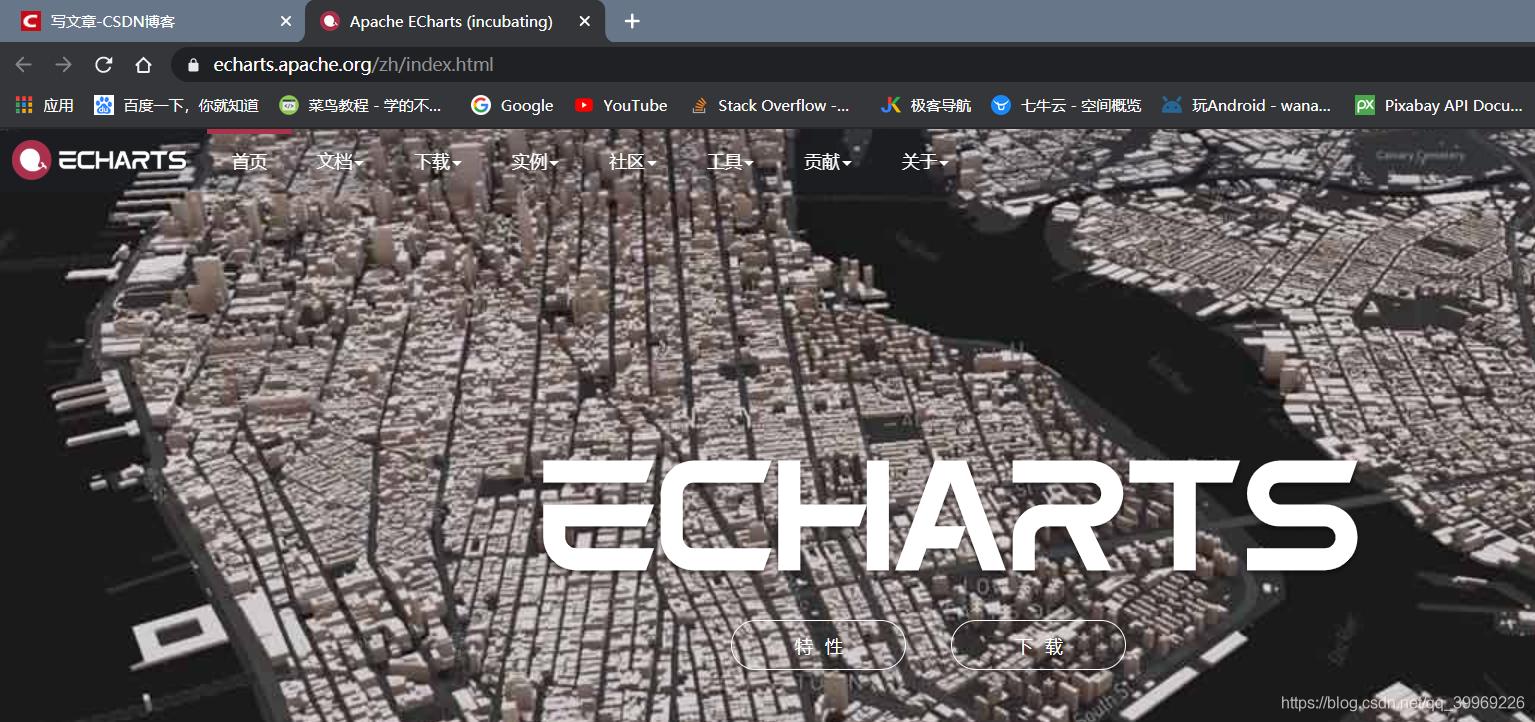 写文章-CSDN博客
Apache ECharts (incubating)
echarts.apache.org/zh/index.html
应用 百度一下，你就知道 菜鸟教程 - 学的不... Google YouTube Stack Overflow -... 极客导航 七牛云 - 空间概览 玩Android - wana... Pixabay API Docu...
ECHARTS 首页 文档 下载 实例 社区 工具 贡献 关于
ECHARTS
特 性 下 载
https://blog.csdn.net/qq_39969226